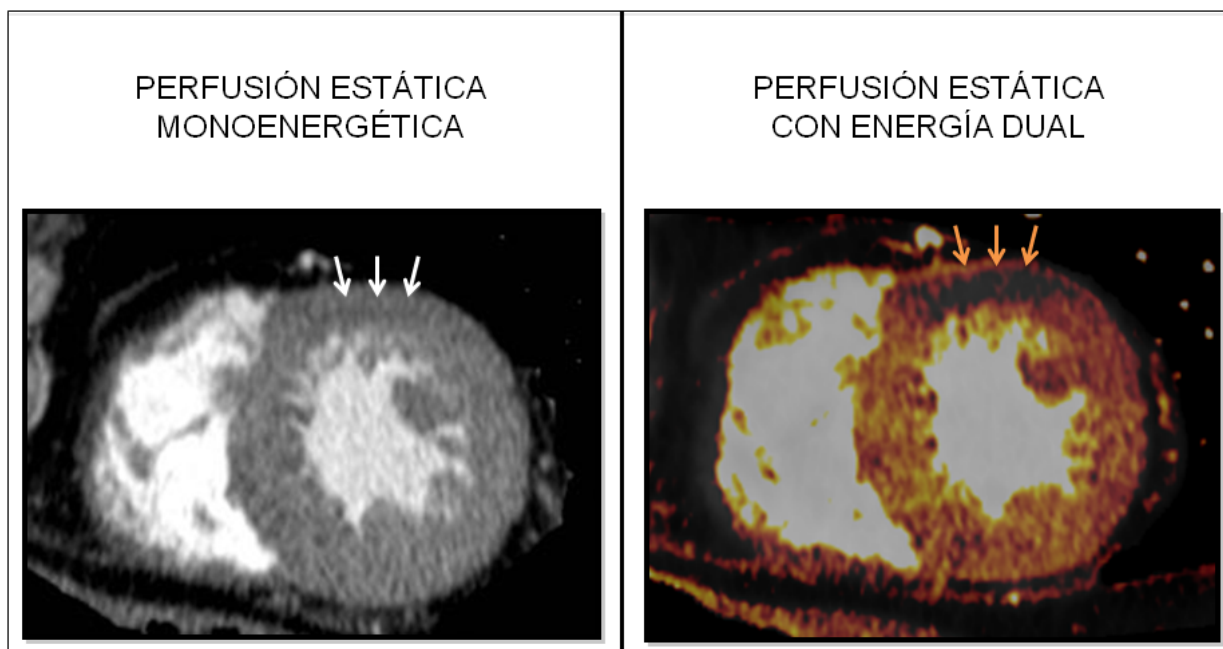 PERFUSIÓN ESTÁTICA
MONOENERGÉTICA
PERFUSIÓN ESTÁTICA
CON ENERGÍA DUAL